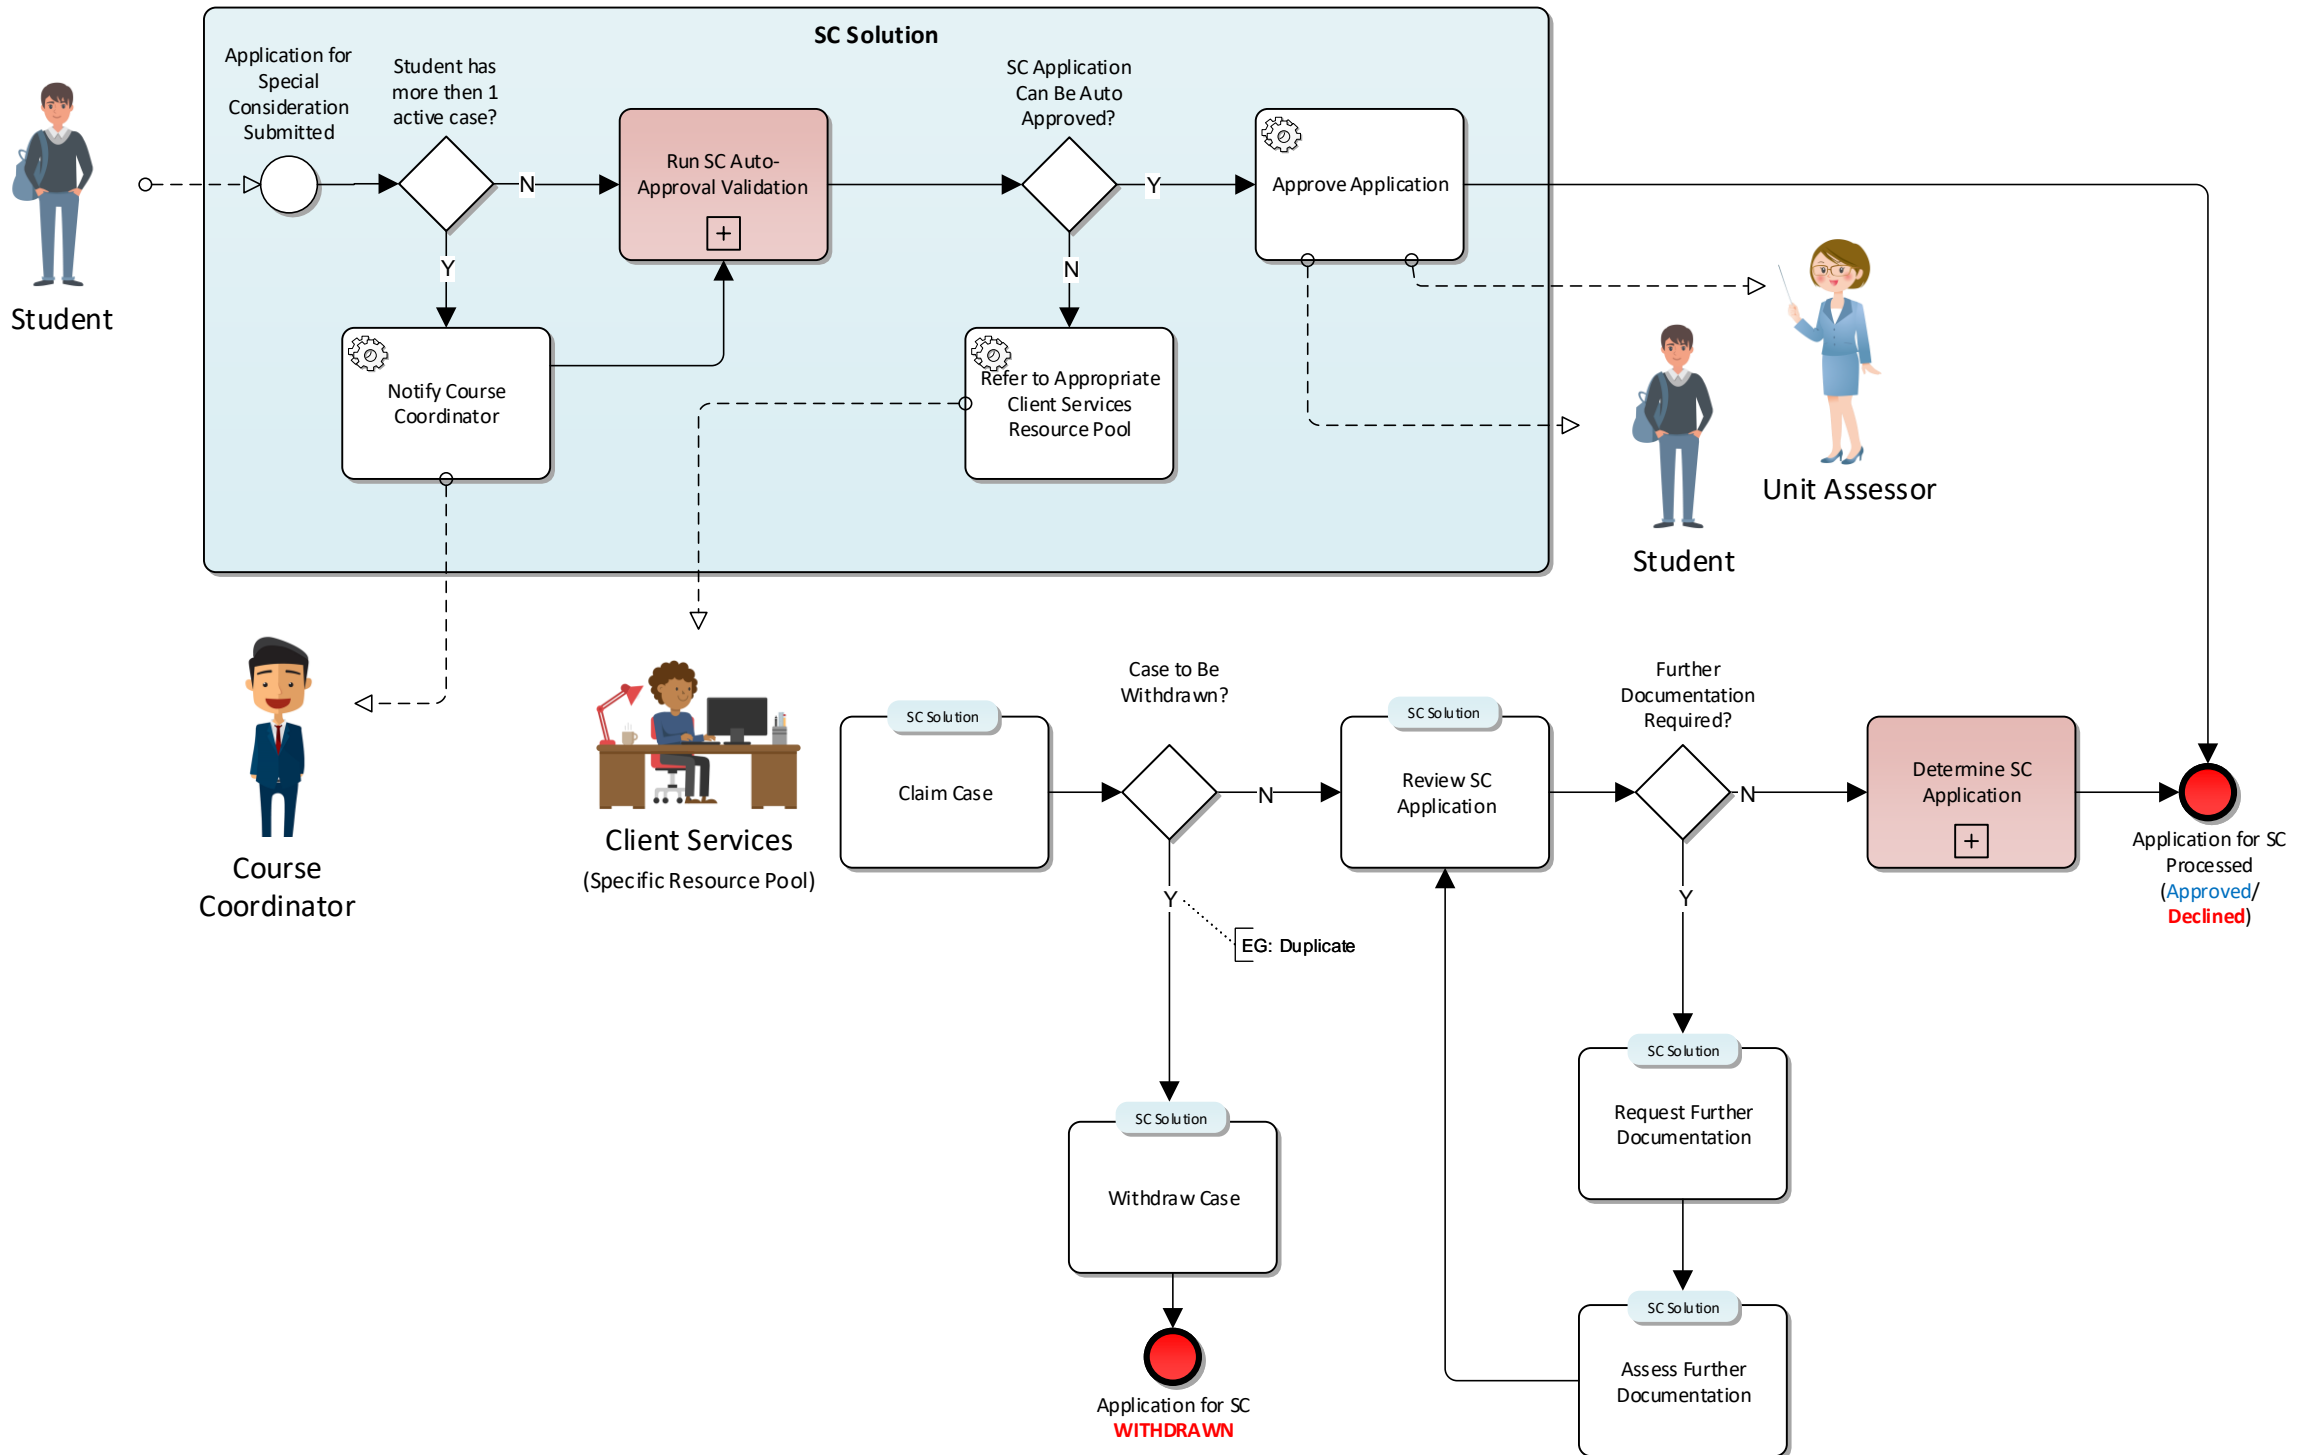 SC Solution
Application for
Special
Consideration
Submitted
Student has
more then 1
active case?
SC Application
Can Be Auto
Approved?
N
Run SC Auto-
Approval Validation
Y
Approve Application
Y
N
Student
Notify Course
Coordinator
Refer to Appropriate
Client Services
Resource Pool
Unit Assessor
Student
Case to Be
Withdrawn?
Further
Documentation
Required?
SC Solution
Claim Case
N
SC Solution
Review SC
Application
N
Determine SC
Application
Client Services
(Specific Resource Pool)
Course
Coordinator
Application for SC
Processed
(Approved/
Declined)
Y
EG: Duplicate
Y
SC Solution
Request Further
Documentation
SC Solution
Withdraw Case
SC Solution
Assess Further
Documentation
Application for SC
WITHDRAWN